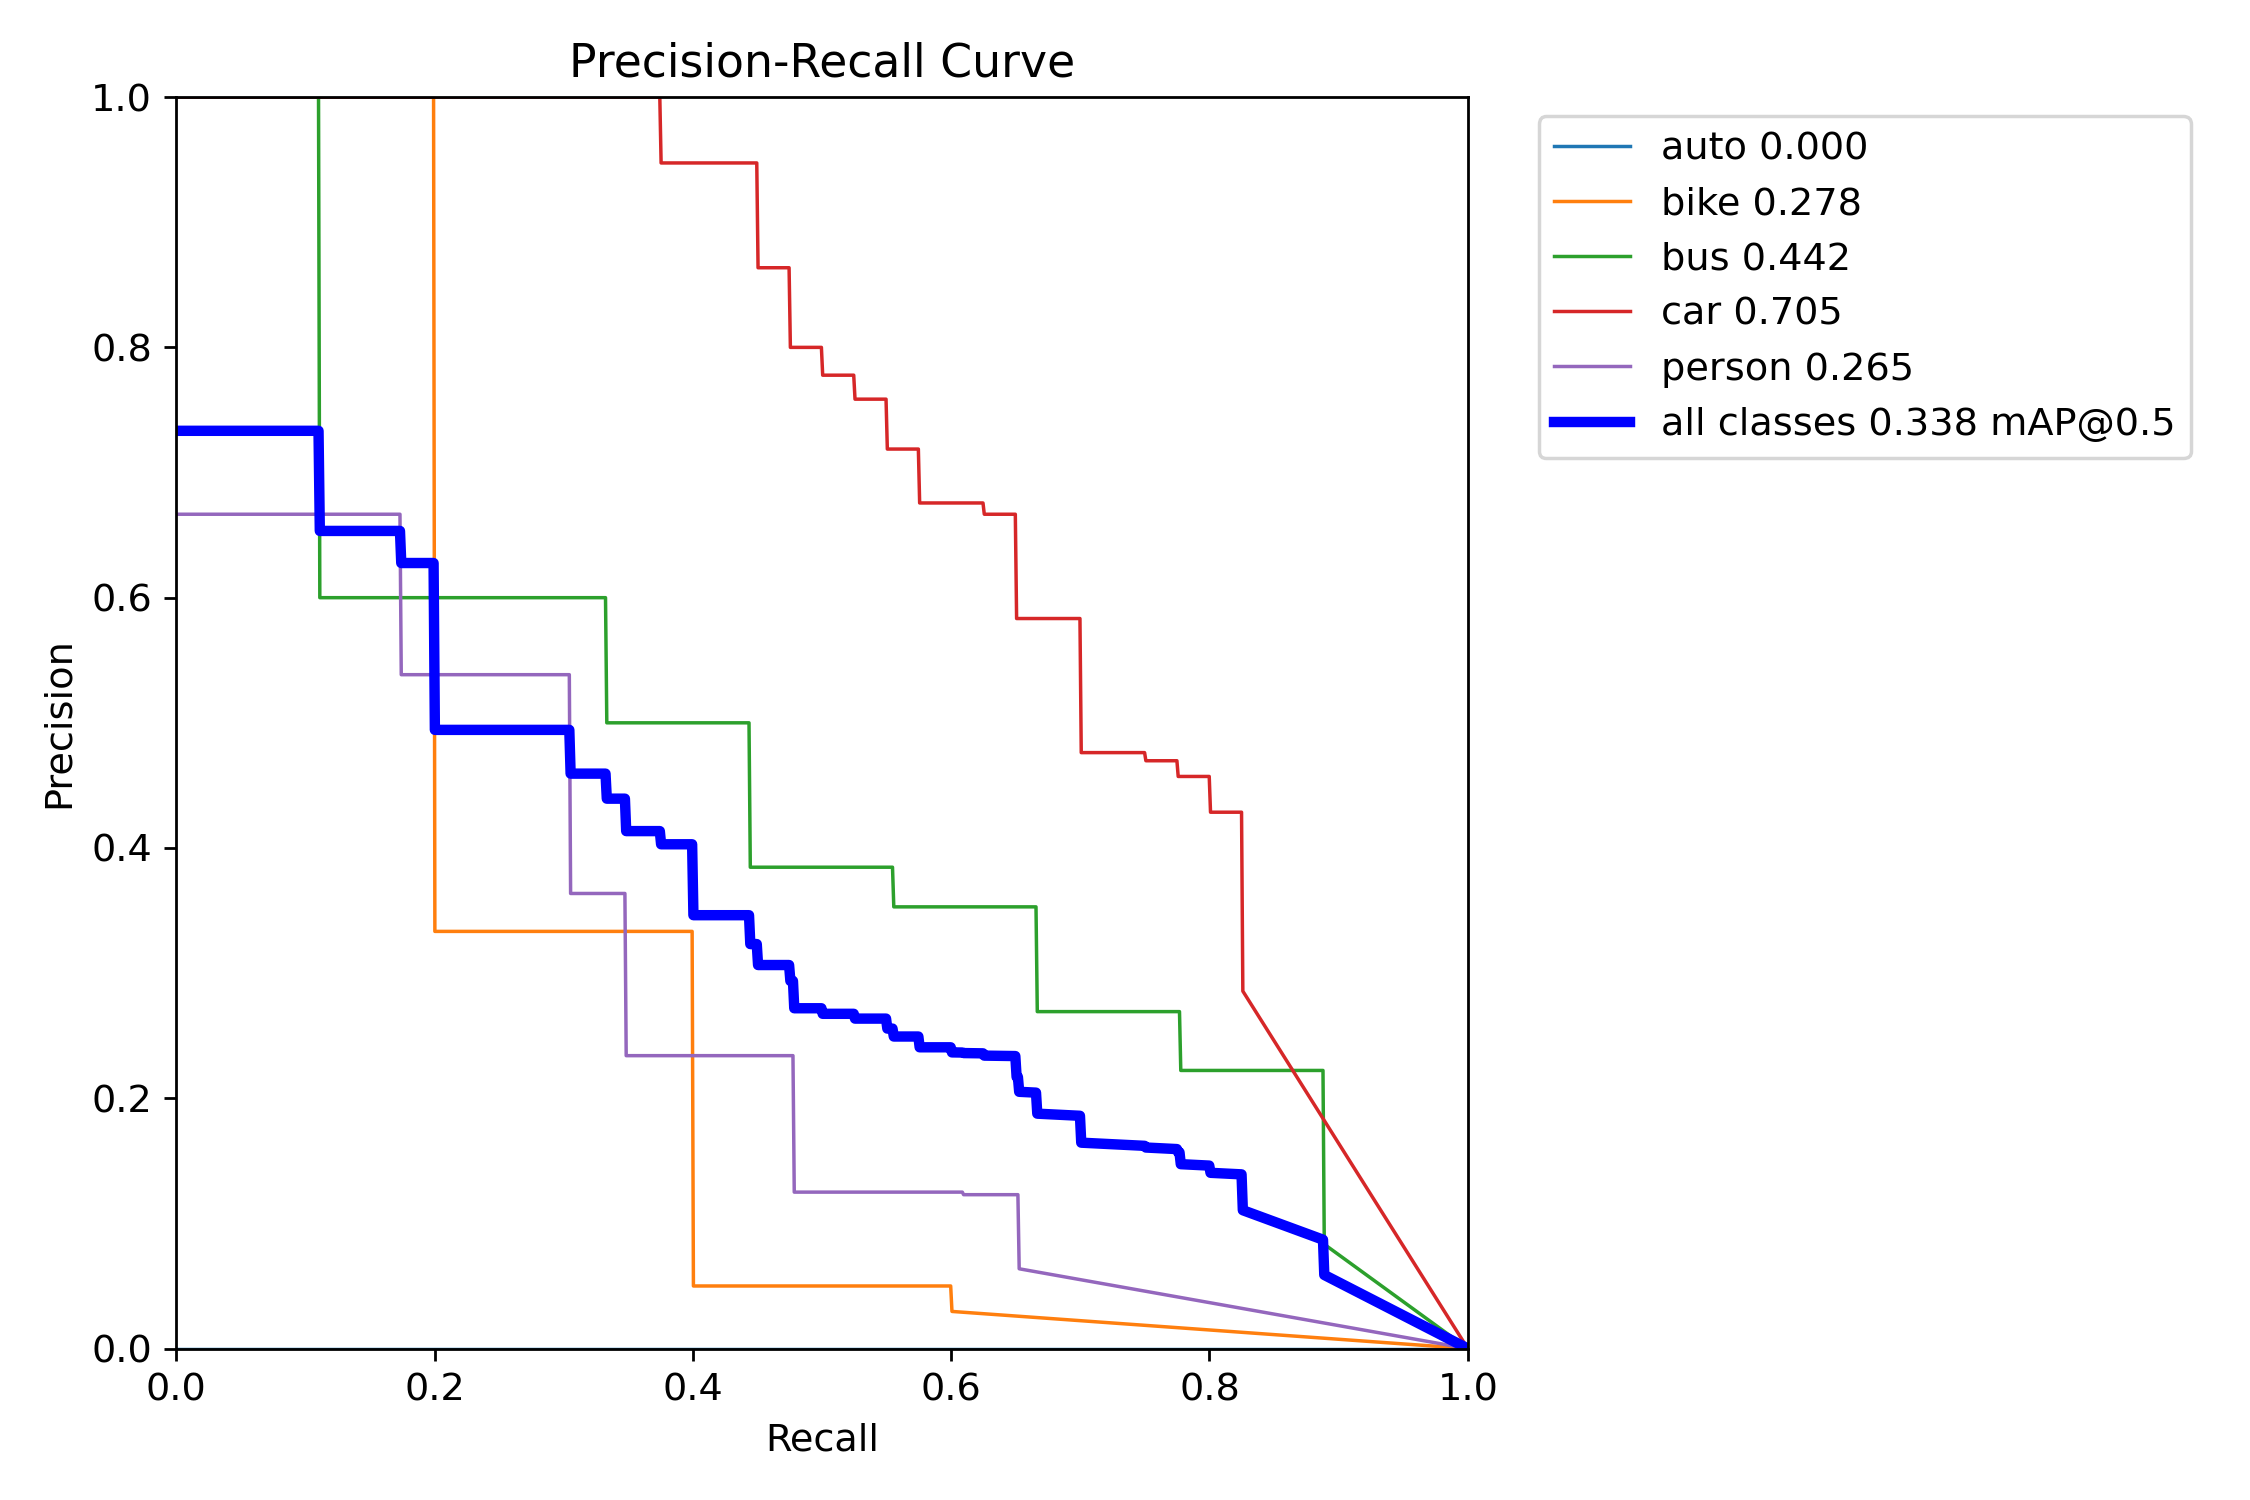 Precision-Recall Curve
1.0
0.8
0.6
0.4
0.2
0.0
Precision
0.0 0.2 0.4 0.6 0.8 1.0
Recall
auto 0.000
bike 0.278
bus 0.442
car 0.705
person 0.265
all classes 0.338 mAP@0.5